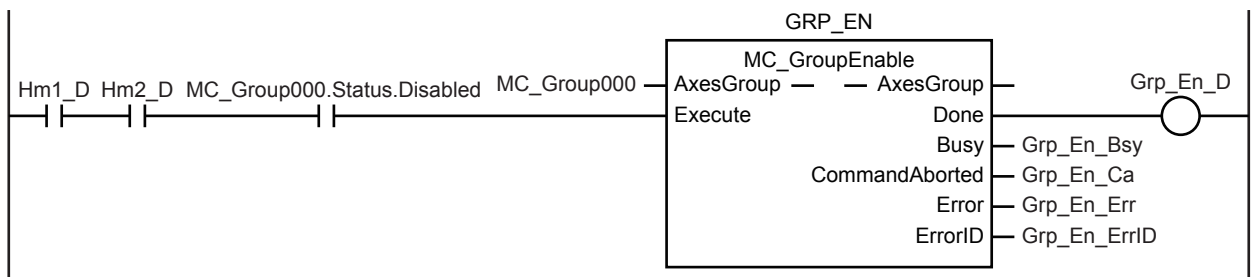 GRP_EN
MC_GroupEnable
Hm1_D Hm2_D MC_Group000.Status.Disabled MC_Group000 AxesGroup AxesGroup Grp_En_D
Execute Done
Busy Grp_En_Bsy
CommandAborted Grp_En_Ca
Error Grp_En_Err
ErrorID Grp_En_ErrID